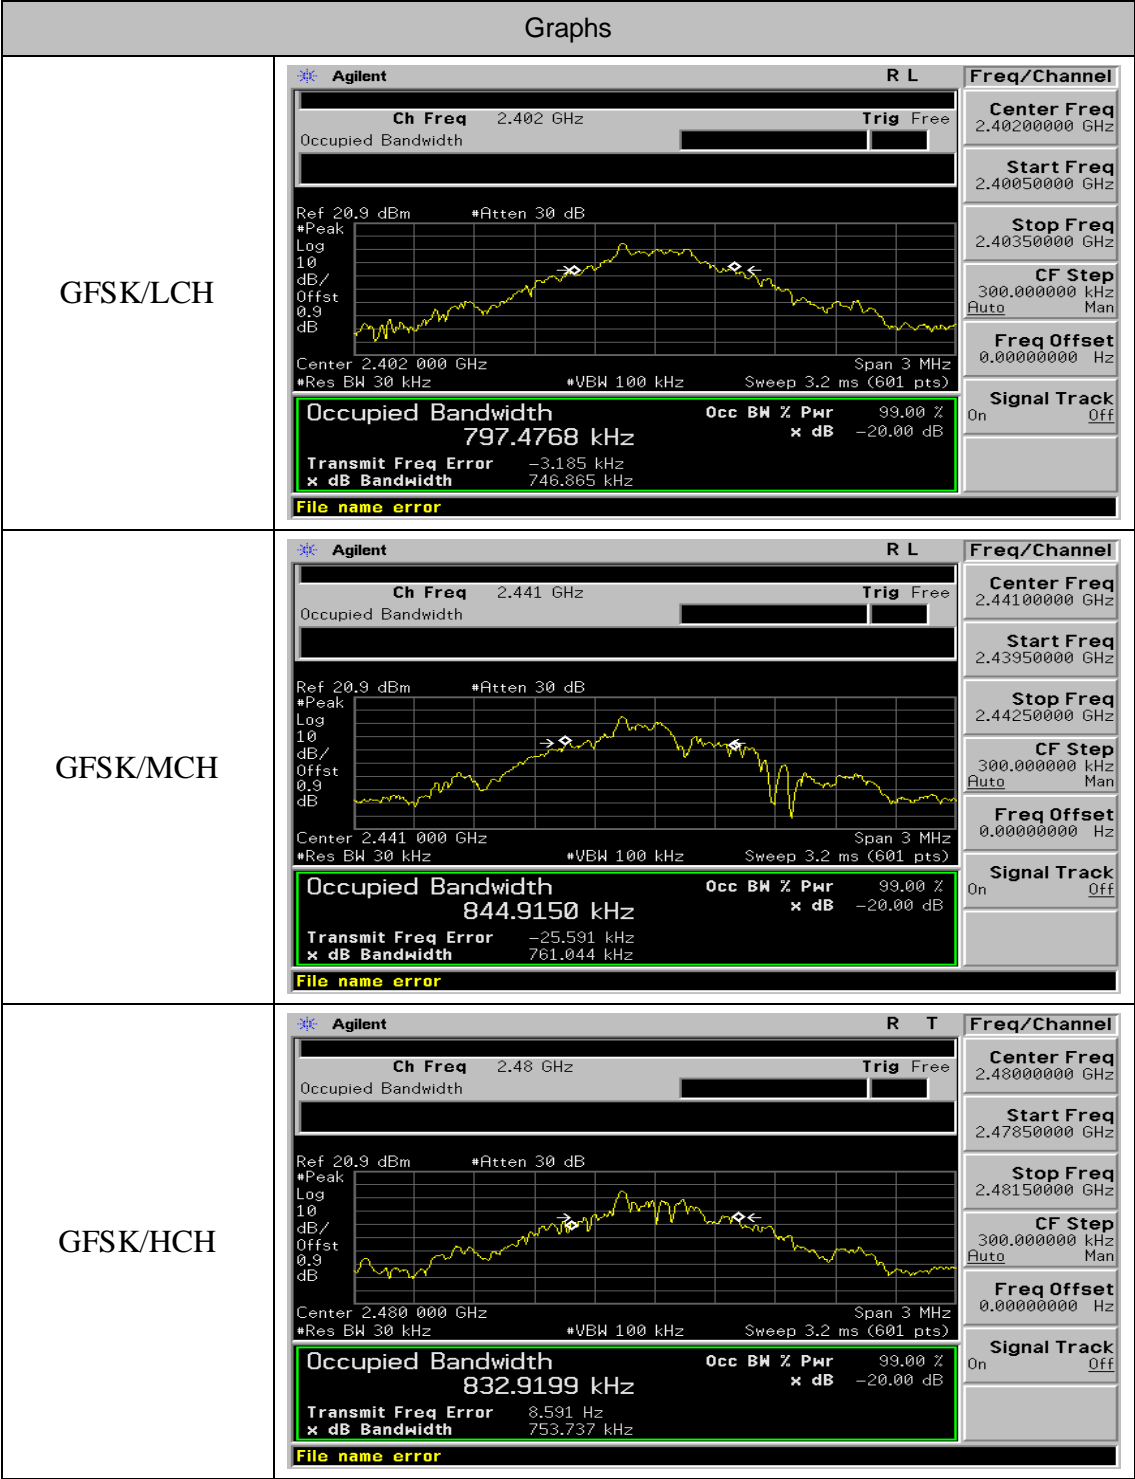 Graphs
GFSK/LCH
Agilent R L Freq/Channel
Ch Freq 2.402 GHz Trig Free
Occupied Bandwidth
Center Freq
2.40200000 GHz
Start Freq
2.40050000 GHz
Stop Freq
2.40350000 GHz
CF Step
300.000000 kHz
Auto Man
Freq Offset
0.00000000 Hz
Signal Track
On Off
Ref 20.9 dBm #Atten 30 dB
#Peak
Log
10
dB/
Offst
0.9
dB
Center 2.402 000 GHz Span 3 MHz
#Res BW 30 kHz #VBW 100 kHz Sweep 3.2 ms (601 pts)
Occupied Bandwidth Occ BW % Pwr 99.00 %
797.4768 kHz x dB -20.00 dB
Transmit Freq Error -3.185 kHz
x dB Bandwidth 746.865 kHz
File name error
GFSK/MCH
Agilent R L Freq/Channel
Ch Freq 2.441 GHz Trig Free
Occupied Bandwidth
Center Freq
2.44100000 GHz
Start Freq
2.43950000 GHz
Stop Freq
2.44250000 GHz
CF Step
300.000000 kHz
Auto Man
Freq Offset
0.00000000 Hz
Signal Track
On Off
Ref 20.9 dBm #Atten 30 dB
#Peak
Log
10
dB/
Offst
0.9
dB
Center 2.441 000 GHz Span 3 MHz
#Res BW 30 kHz #VBW 100 kHz Sweep 3.2 ms (601 pts)
Occupied Bandwidth Occ BW % Pwr 99.00 %
844.9150 kHz x dB -20.00 dB
Transmit Freq Error -25.591 kHz
x dB Bandwidth 761.044 kHz
File name error
GFSK/HCH
Agilent R T Freq/Channel
Ch Freq 2.48 GHz Trig Free
Occupied Bandwidth
Center Freq
2.48000000 GHz
Start Freq
2.47850000 GHz
Stop Freq
2.48150000 GHz
CF Step
300.000000 kHz
Auto Man
Freq Offset
0.00000000 Hz
Signal Track
On Off
Ref 20.9 dBm #Atten 30 dB
#Peak
Log
10
dB/
Offst
0.9
dB
Center 2.480 000 GHz Span 3 MHz
#Res BW 30 kHz #VBW 100 kHz Sweep 3.2 ms (601 pts)
Occupied Bandwidth Occ BW % Pwr 99.00 %
832.9199 kHz x dB -20.00 dB
Transmit Freq Error 8.591 Hz
x dB Bandwidth 753.737 kHz
File name error